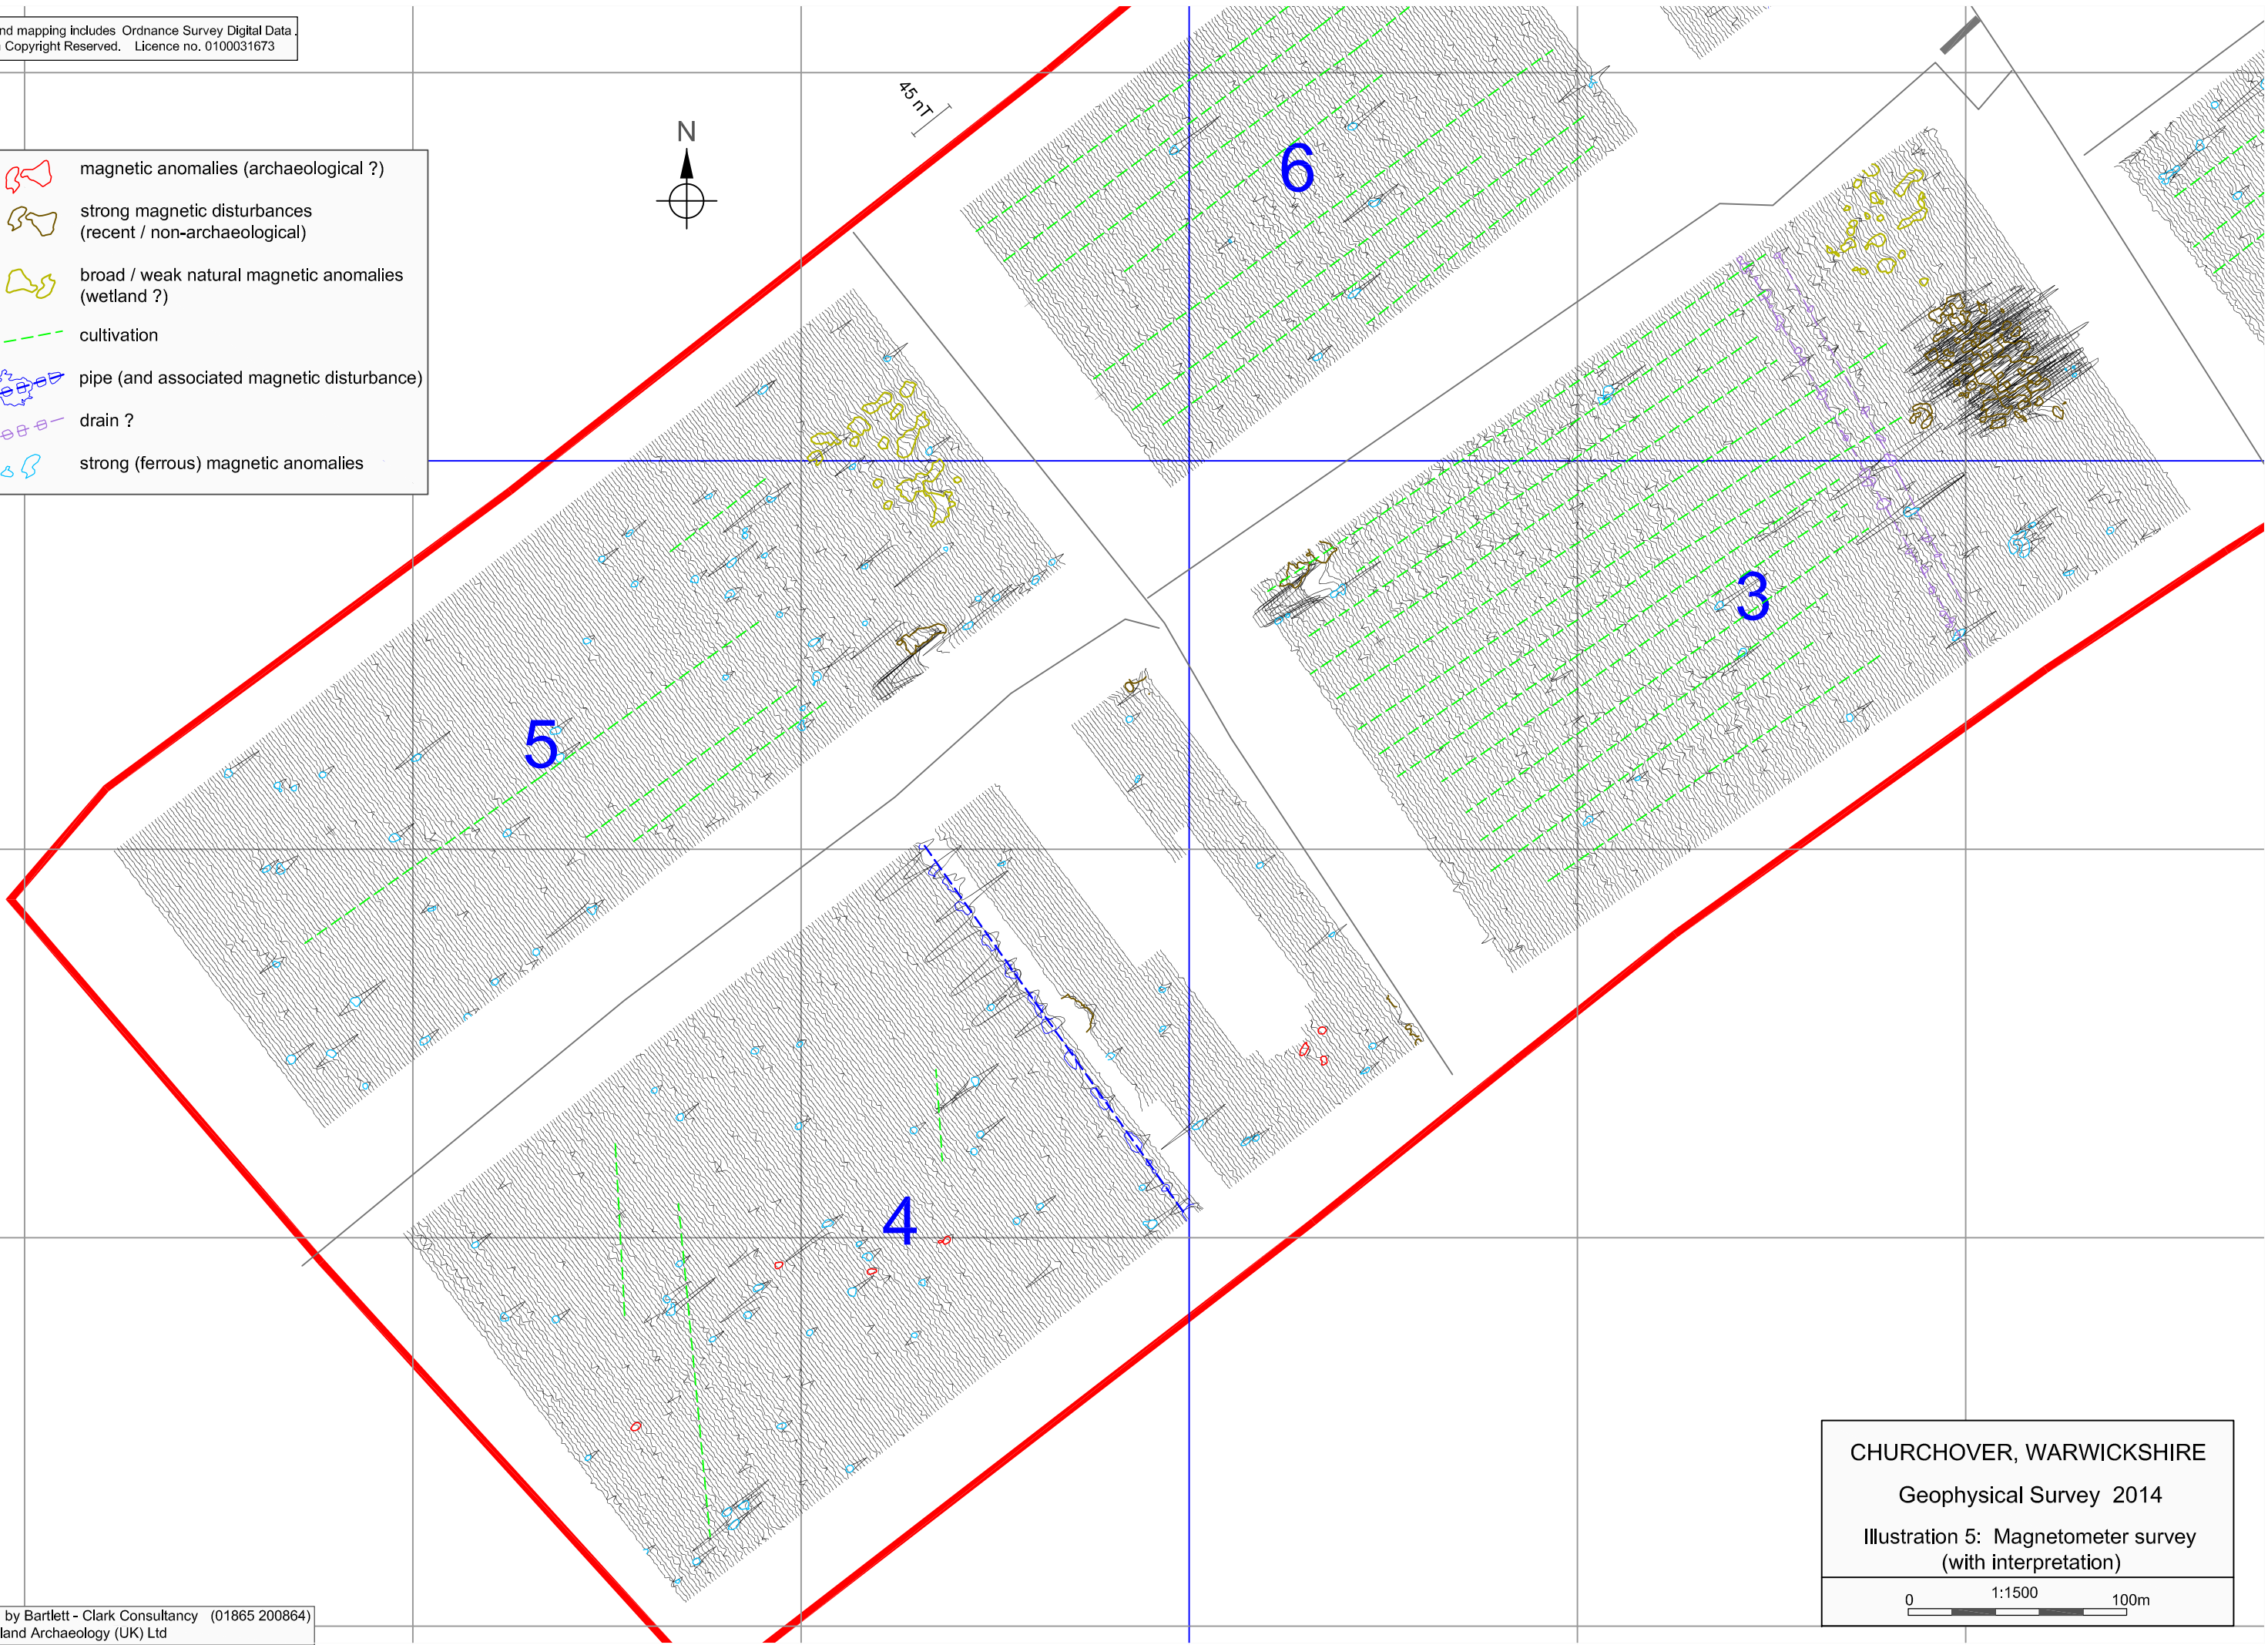 nd mapping includes Ordnance Survey Digital Data.
Copyright Reserved. Licence no. 0100031673
45 nT
N
magnetic anomalies (archaeological ?)
strong magnetic disturbances
(recent / non-archaeological)
broad / weak natural magnetic anomalies
(wetland ?)
cultivation
pipe (and associated magnetic disturbance)
drain ?
strong (ferrous) magnetic anomalies
6
3
5
4
CHURCHOVER, WARWICKSHIRE
Geophysical Survey 2014
Illustration 5: Magnetometer survey
(with interpretation)
1:1500
0 100m
by Bartlett - Clark Consultancy (01865 200864)
land Archaeology (UK) Ltd